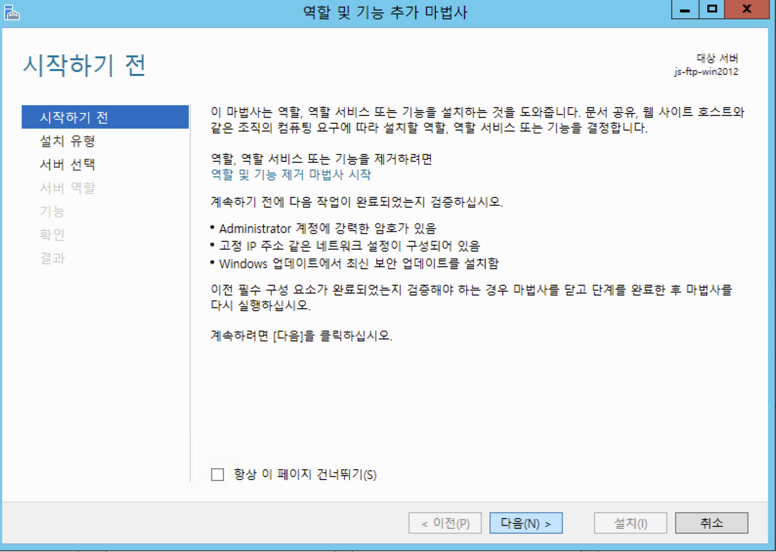 역할 및 기능 추가 마법사
시작하기 전
대상 서버
js-ftp-win2012
시작하기 전
설치 유형
서버 선택
서버 역할
기능
확인
결과
이 마법사는 역할, 역할 서비스 또는 기능을 설치하는 것을 도와줍니다. 문서 공유, 웹 사이트 호스트와
같은 조직의 컴퓨팅 요구에 따라 설치할 역할, 역할 서비스 또는 기능을 결정합니다.
역할, 역할 서비스 또는 기능을 제거하려면
역할 및 기능 제거 마법사 시작
계속하기 전에 다음 작업이 완료되었는지 검증하십시오.
• Administrator 계정에 강력한 암호가 있음
• 고정 IP 주소 같은 네트워크 설정이 구성되어 있음
• Windows 업데이트에서 최신 보안 업데이트를 설치함
이전 필수 구성 요소가 완료되었는지 검증해야 하는 경우 마법사를 닫고 단계를 완료한 후 마법사를
다시 실행하십시오.
계속하려면 [다음]을 클릭하십시오.
항상 이 페이지 건너뛰기(S)
< 이전(P)
다음(N) >
설치(I)
취소